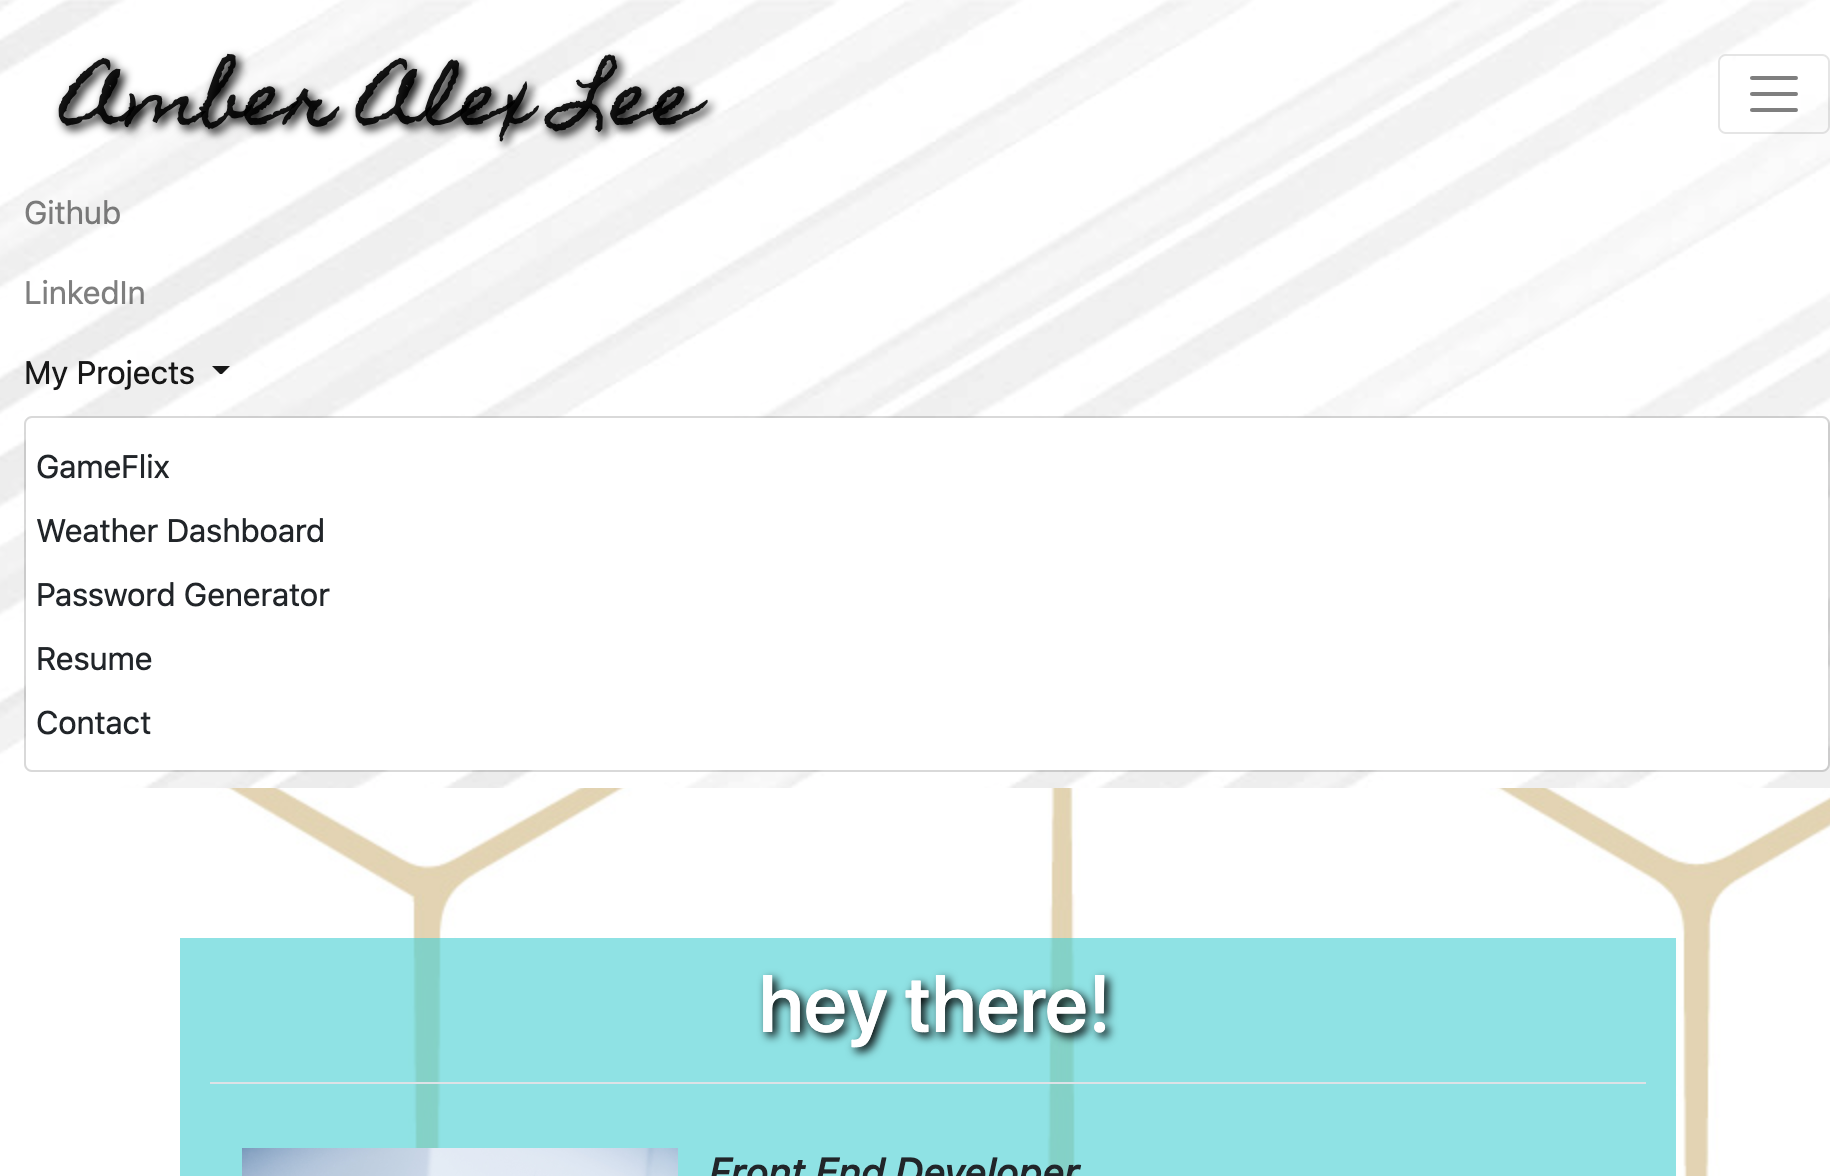 Amber Alex Lee
Github
LinkedIn
My Projects
GameFlix
Weather Dashboard
Password Generator
Resume
Contact
hey there!
Front End Developer